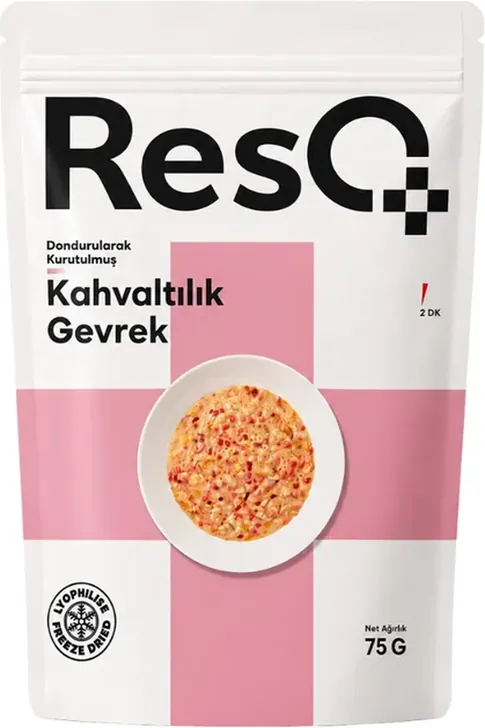 ResQ
Dondurularak
Kurutulmuş
Kahvaltılık
Gevrek
2 DK
LYOPHILISE
FREEZE DRIED
Net Ağırlık
75 G